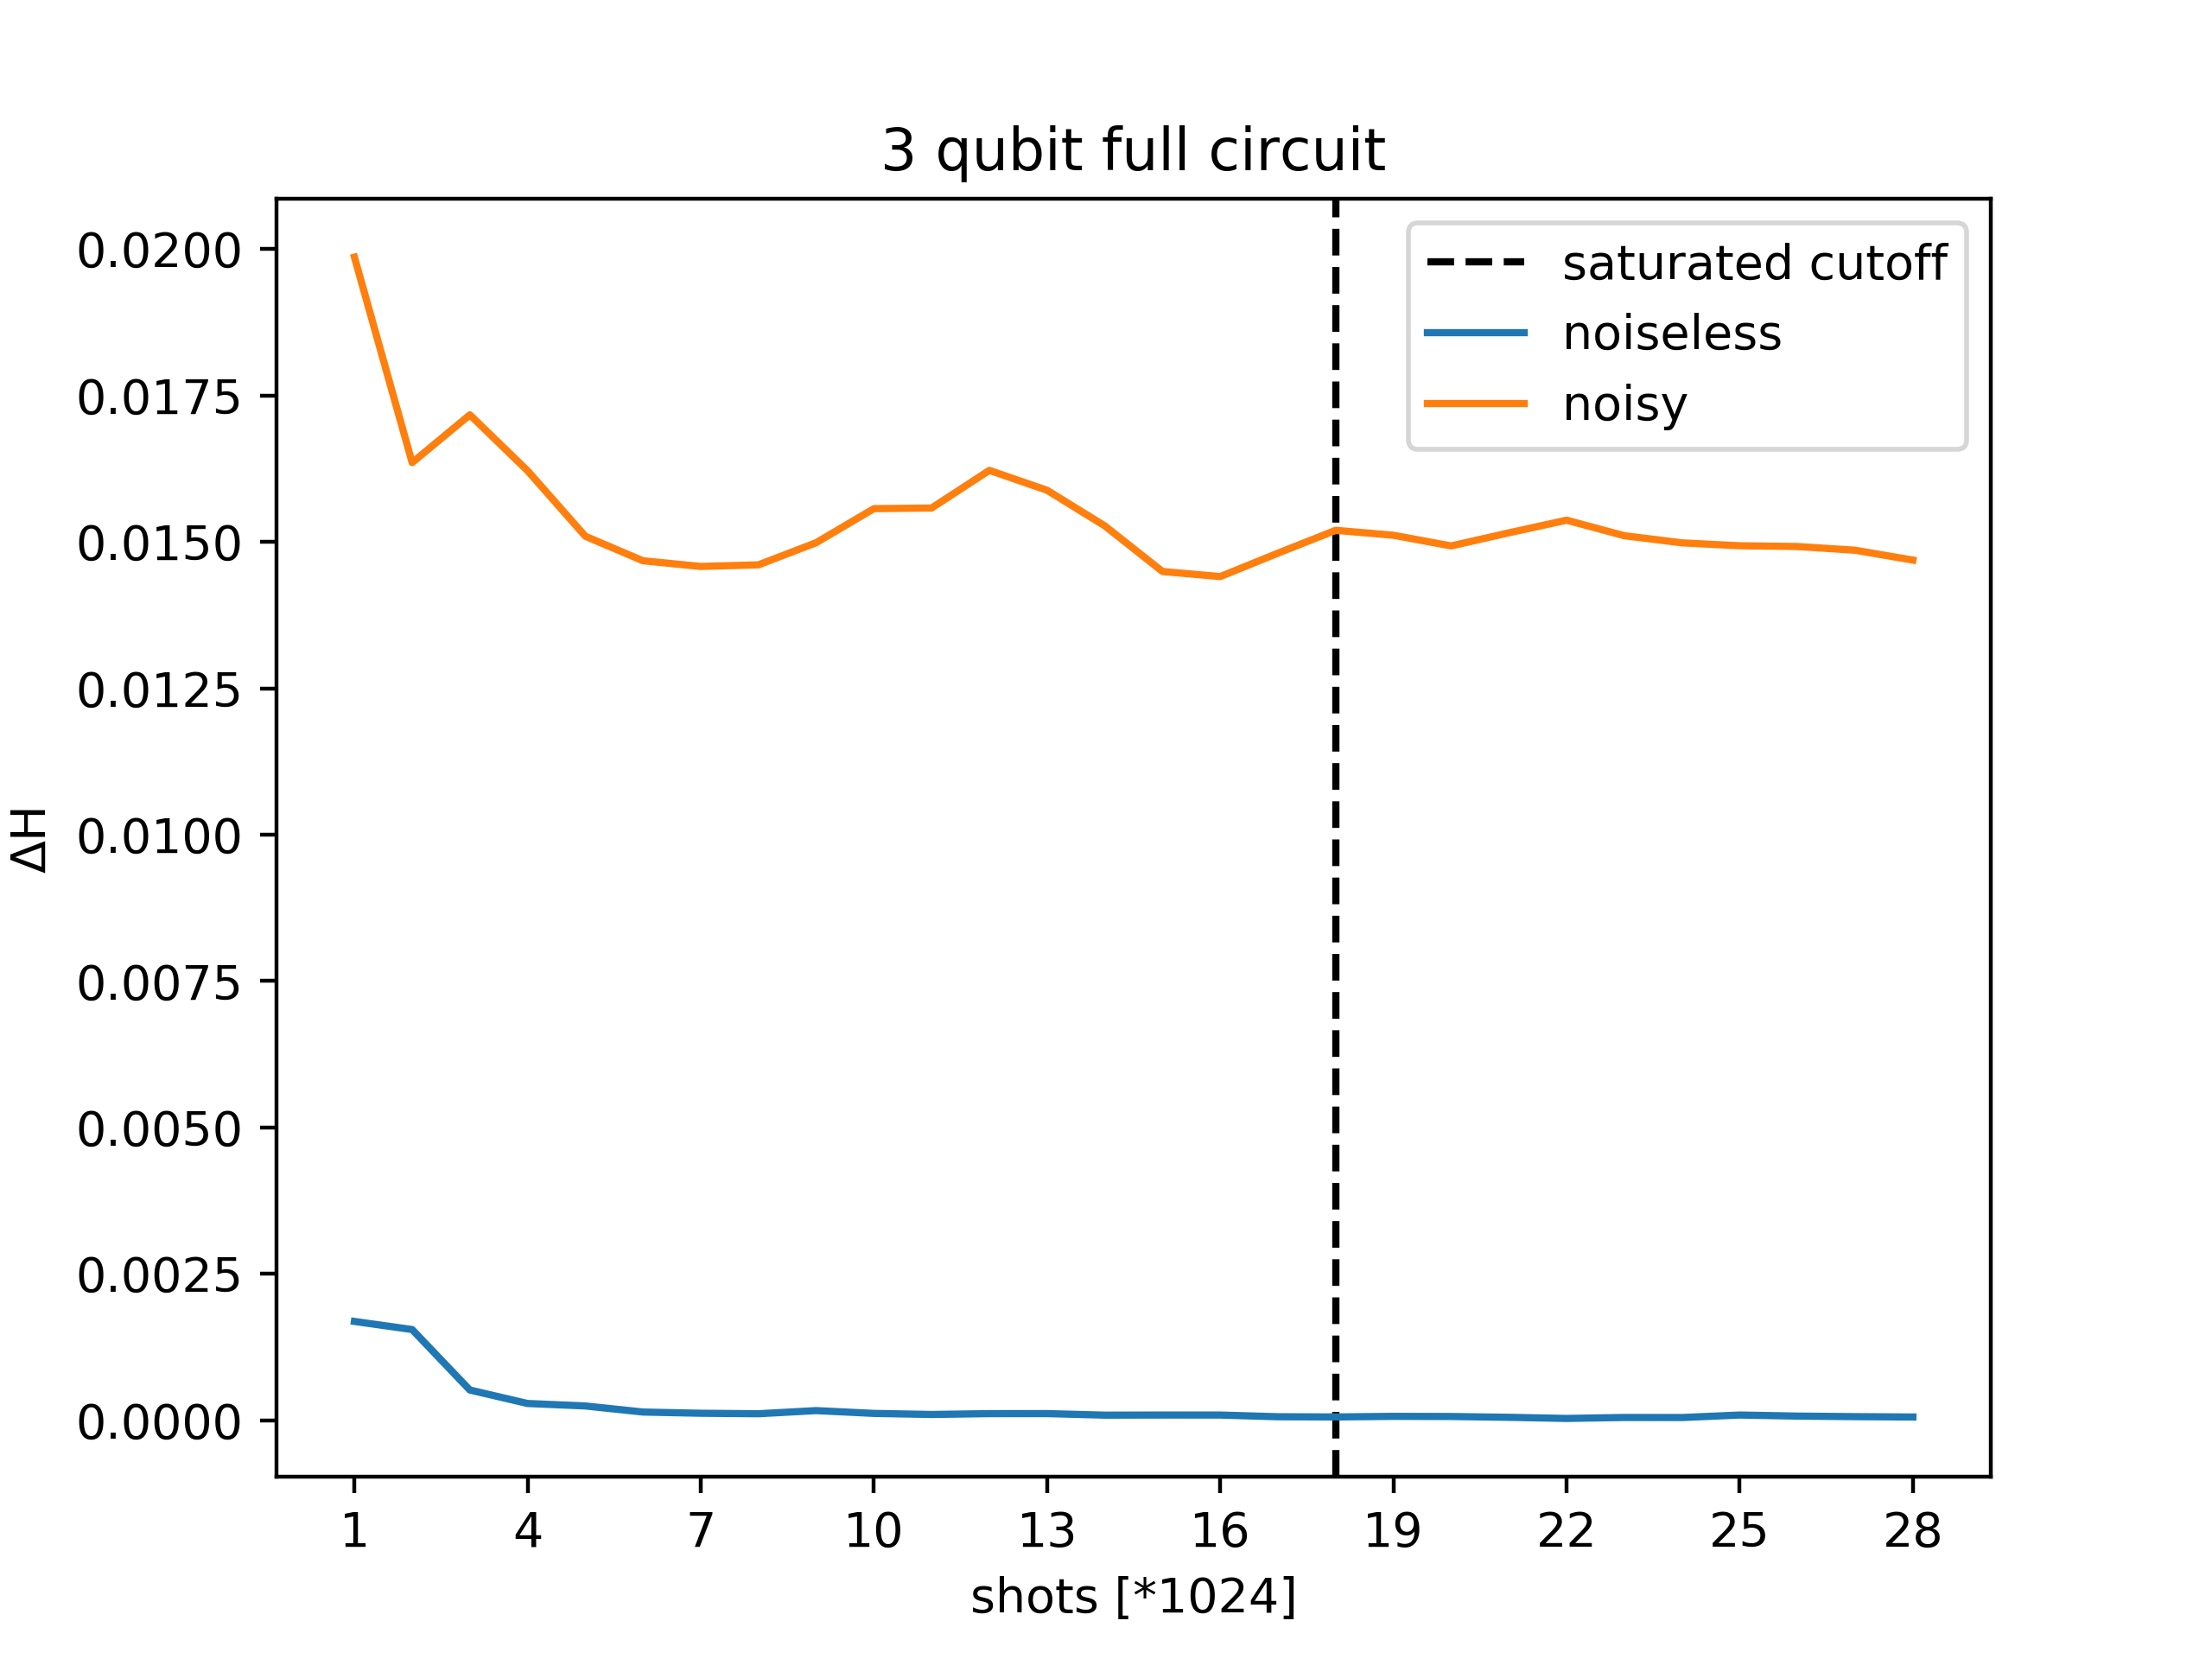 3 qubit full circuit
saturated cutoff
noiseless
noisy
0.0200
0.0175
0.0150
0.0125
0.0100
0.0075
0.0050
0.0025
0.0000
ΔH
1 4 7 10 13 16 19 22 25 28
shots [*1024]